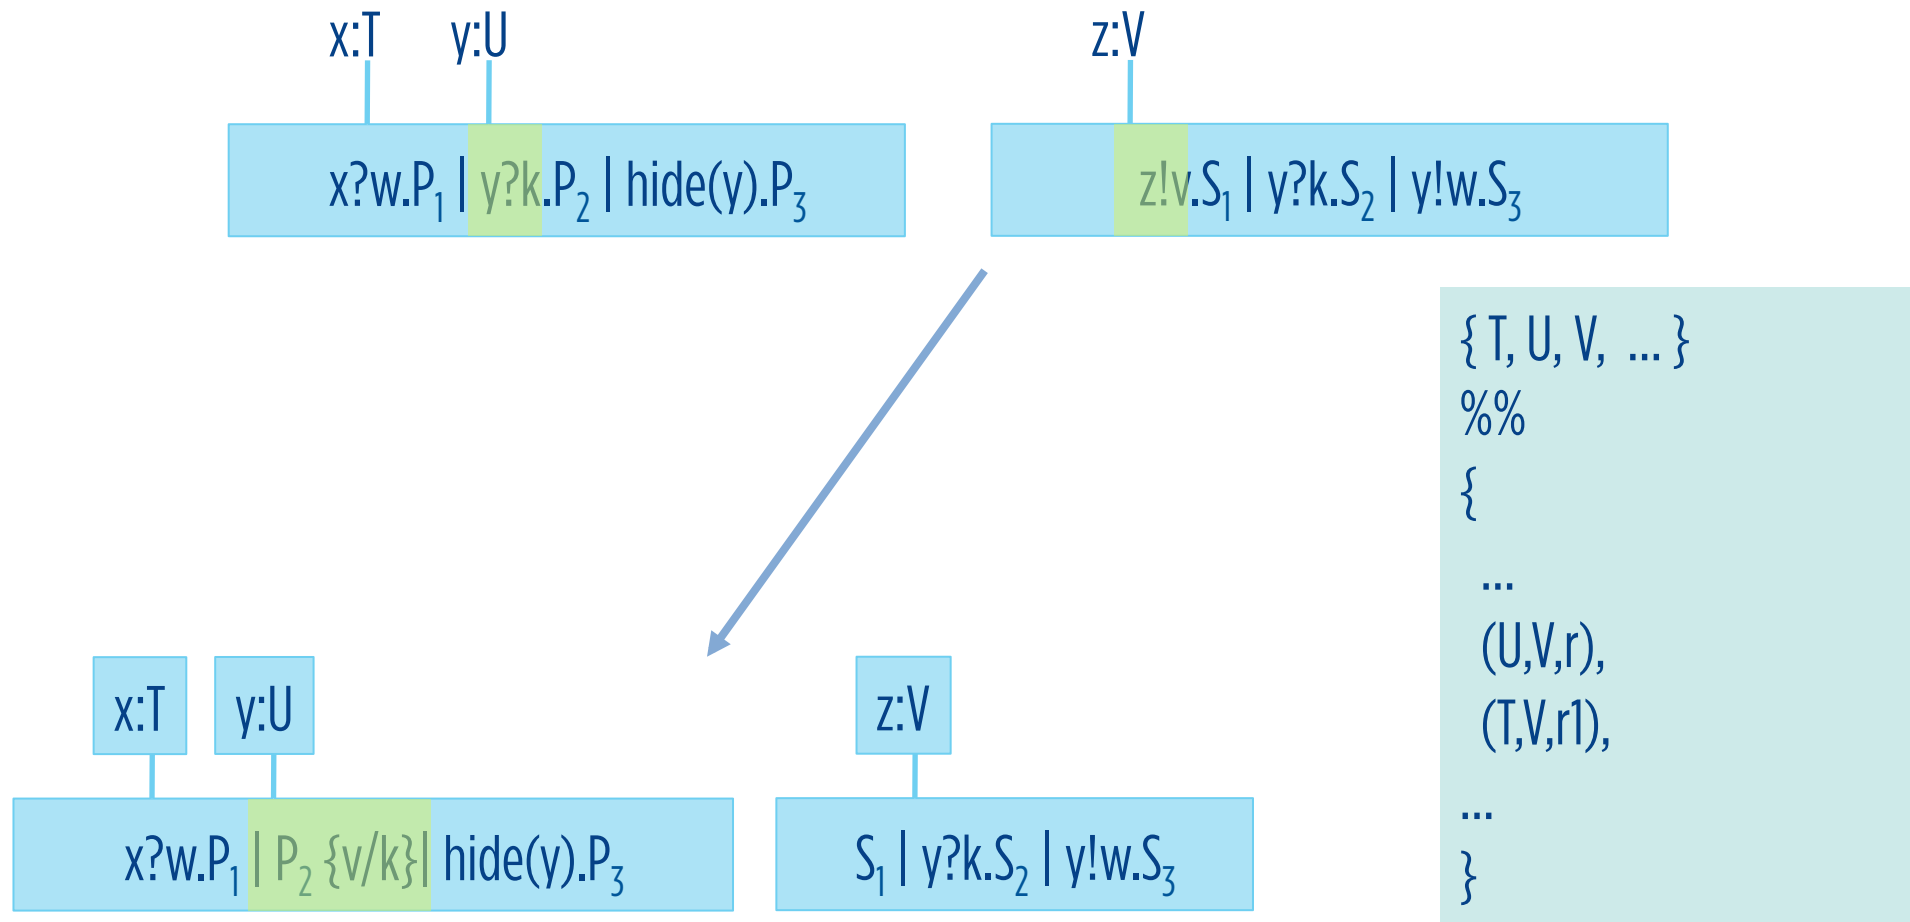 x:T y:U z:V
x?w.P₁ | y?k.P₂ | hide(y).P₃
z!v.S₁ | y?k.S₂ | y!w.S₃
{ T, U, V, ... }
%%
{
...
(U,V,r),
(T,V,r1),
...
}
x:T y:U z:V
x?w.P₁ | P₂ {v/k}| hide(y).P₃
S₁ | y?k.S₂ | y!w.S₃